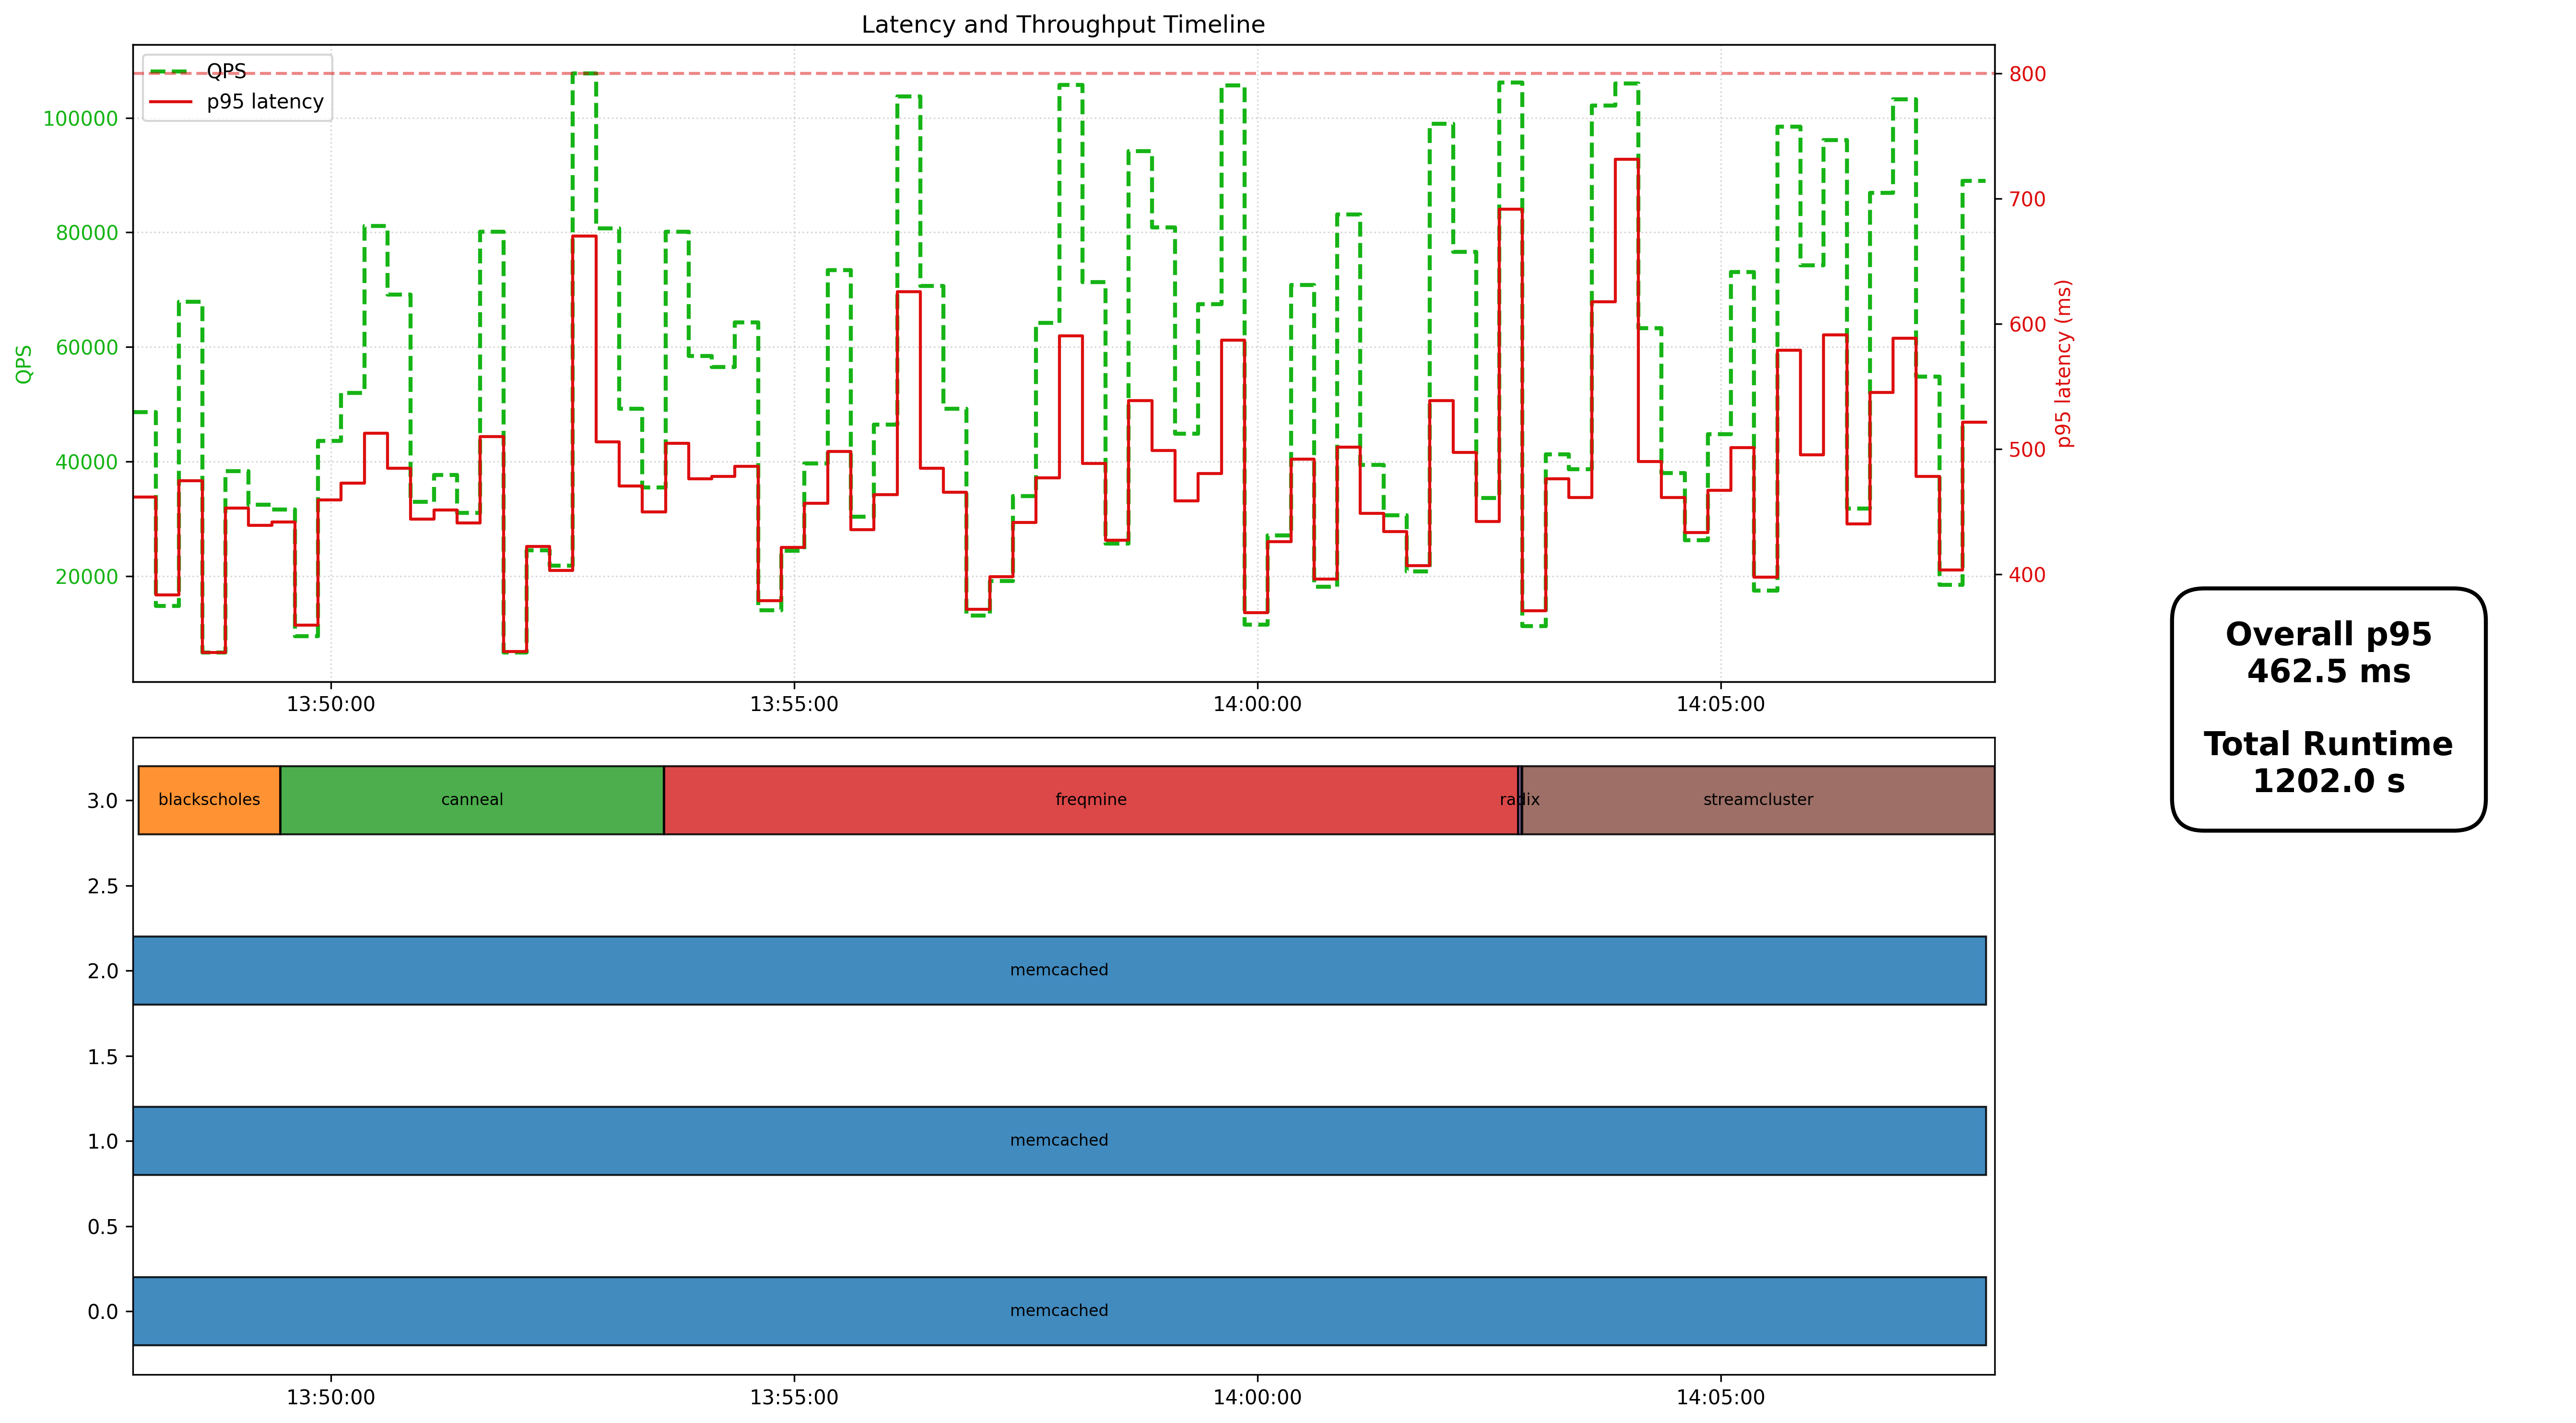 Latency and Throughput Timeline
QPS
p95 latency
100000
80000
60000
40000
20000
QPS
800
700
600
500
400
p95 latency (ms)
13:50:00
13:55:00
14:00:00
14:05:00
Overall p95
462.5 ms
Total Runtime
1202.0 s
3.0
2.5
2.0
1.5
1.0
0.5
0.0
blackscholes
canneal
freqmine
radix
streamcluster
memcached
memcached
memcached
13:50:00
13:55:00
14:00:00
14:05:00